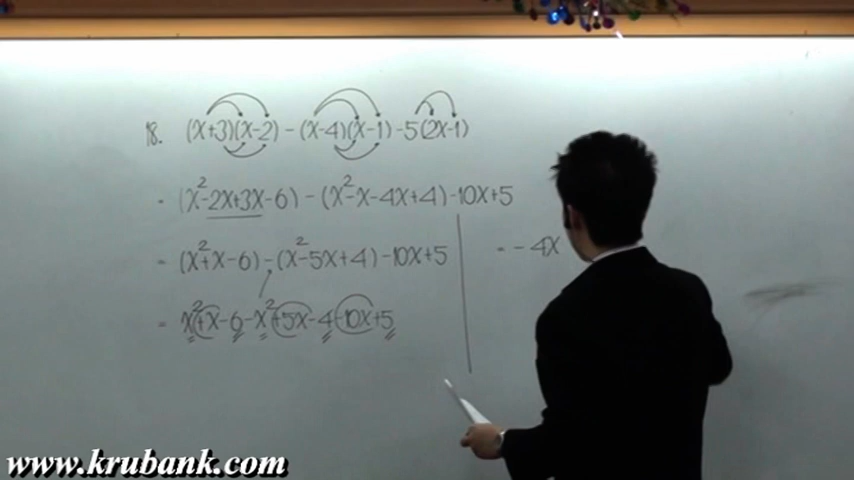 18. (x+3)(x-2) - (x-4)(x-1) - 5(2x-1)
= (x²-2x+3x-6) - (x²-x-4x+4) - 10x+5
= (x²+x-6) - (x²-5x+4) - 10x+5
= x²+x-6-x²+5x-4-10x+5
= -4x
www.krubank.com